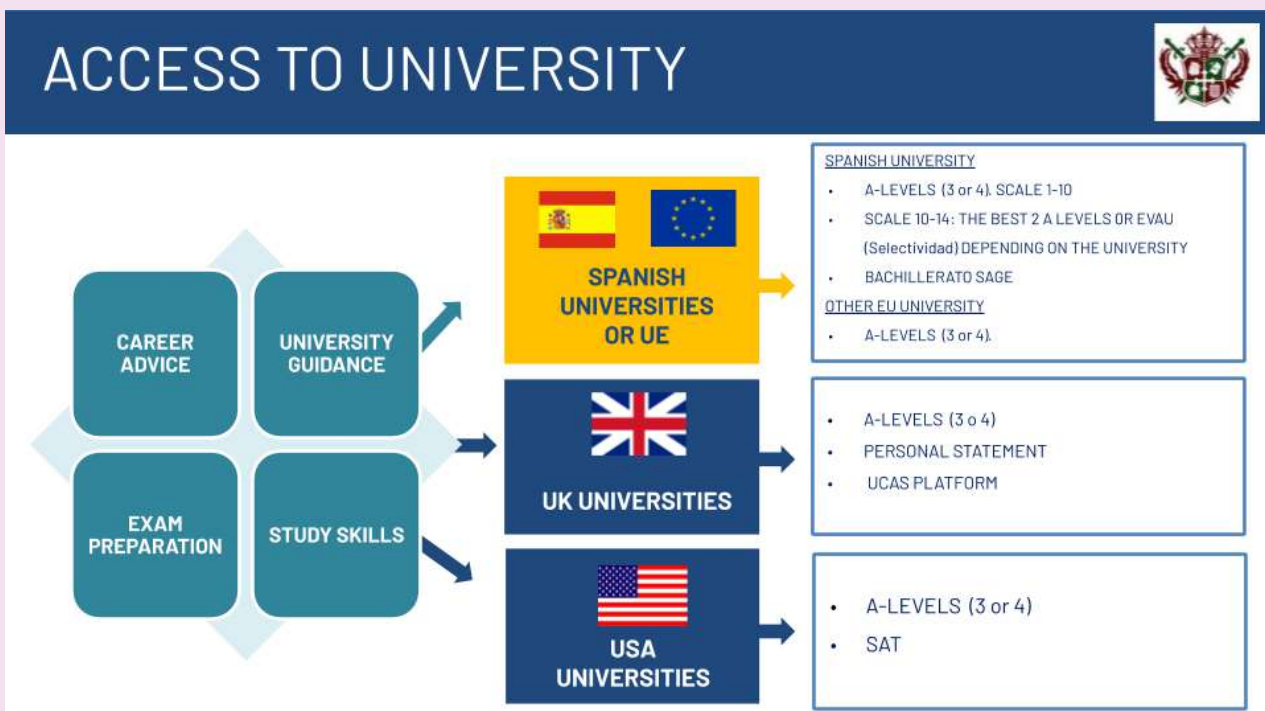 ACCESS TO UNIVERSITY
CAREER
ADVICE
UNIVERSITY
GUIDANCE
EXAM
PREPARATION
STUDY SKILLS
SPANISH
UNIVERSITIES
OR UE
SPANISH UNIVERSITY
• A-LEVELS (3 or 4). SCALE 1-10
• SCALE 10-14: THE BEST 2 A LEVELS OR EVAU
(Selectividad) DEPENDING ON THE UNIVERSITY
• BACHILLERATO SAGE
OTHER EU UNIVERSITY
• A-LEVELS (3 or 4).
UK UNIVERSITIES
• A-LEVELS (3 o 4)
• PERSONAL STATEMENT
• UCAS PLATFORM
USA
UNIVERSITIES
• A-LEVELS (3 or 4)
• SAT